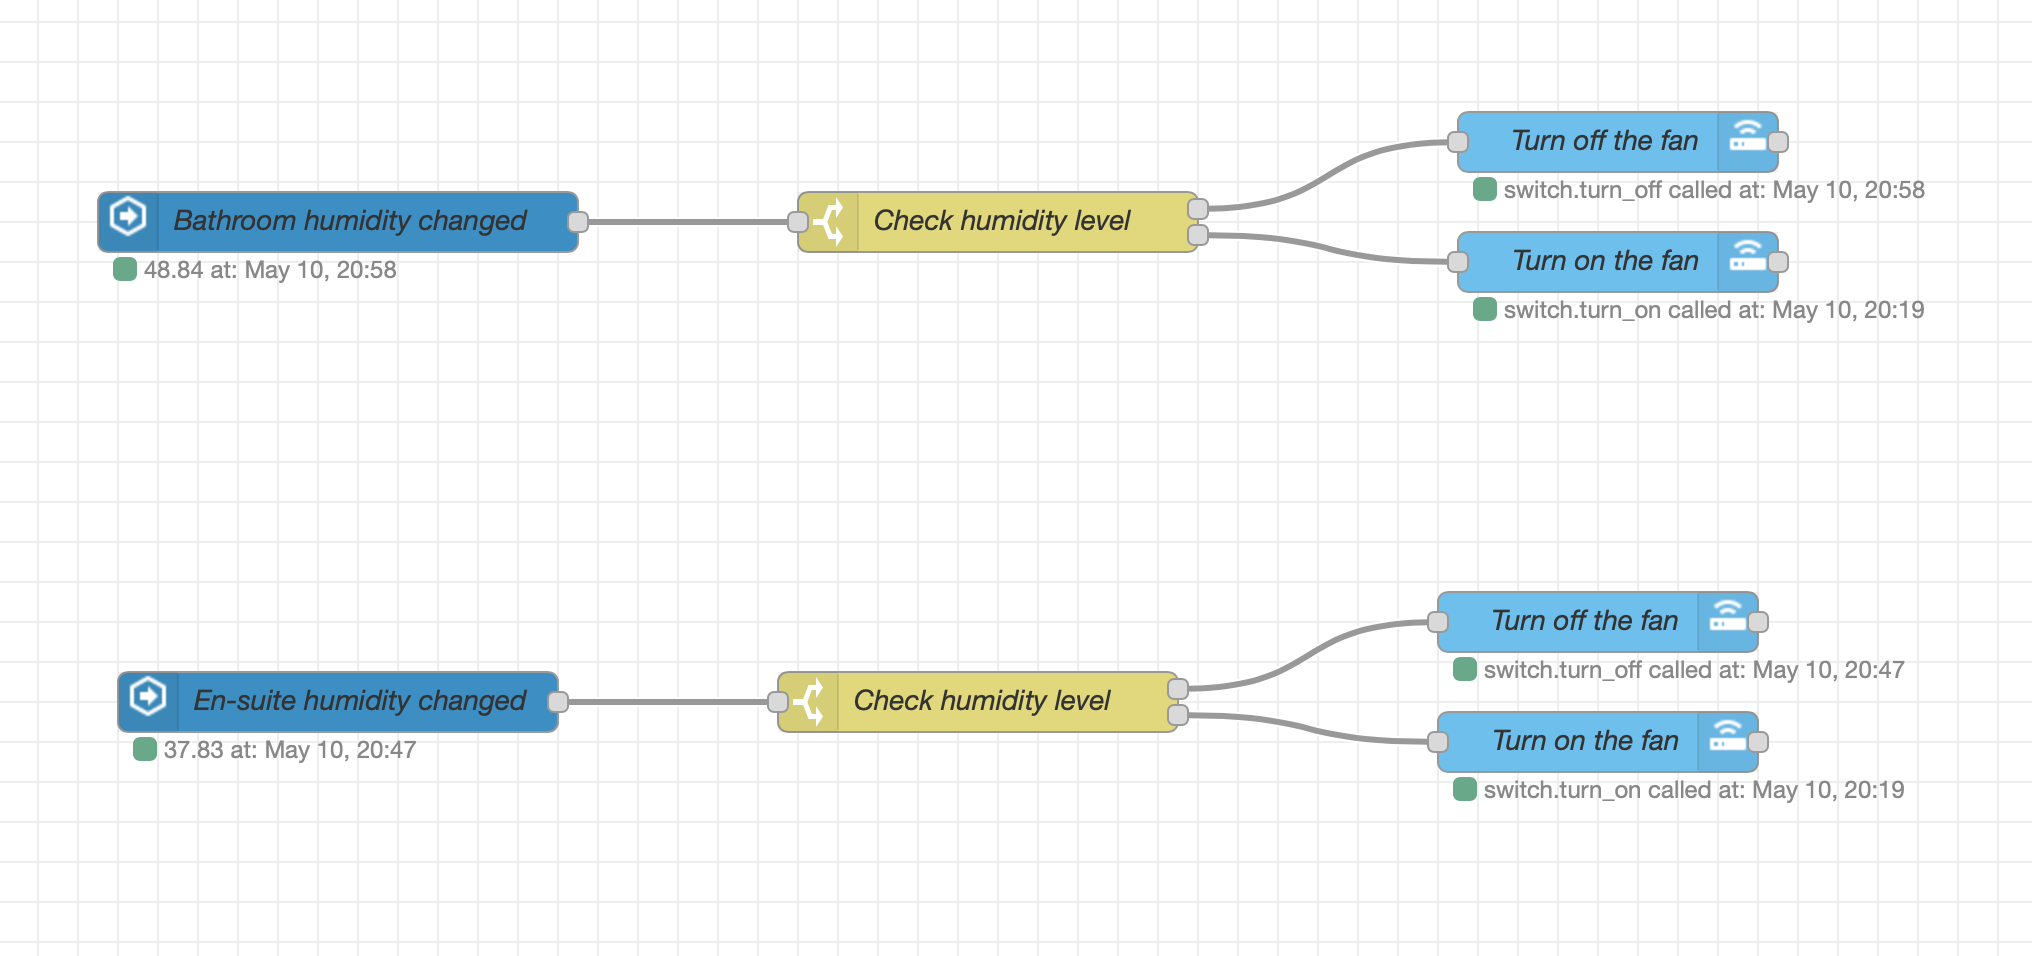 Turn off the fan
switch.turn_off called at: May 10, 20:58
Bathroom humidity changed
48.84 at: May 10, 20:58
Check humidity level
Turn on the fan
switch.turn_on called at: May 10, 20:19
Turn off the fan
switch.turn_off called at: May 10, 20:47
En-suite humidity changed
37.83 at: May 10, 20:47
Check humidity level
Turn on the fan
switch.turn_on called at: May 10, 20:19